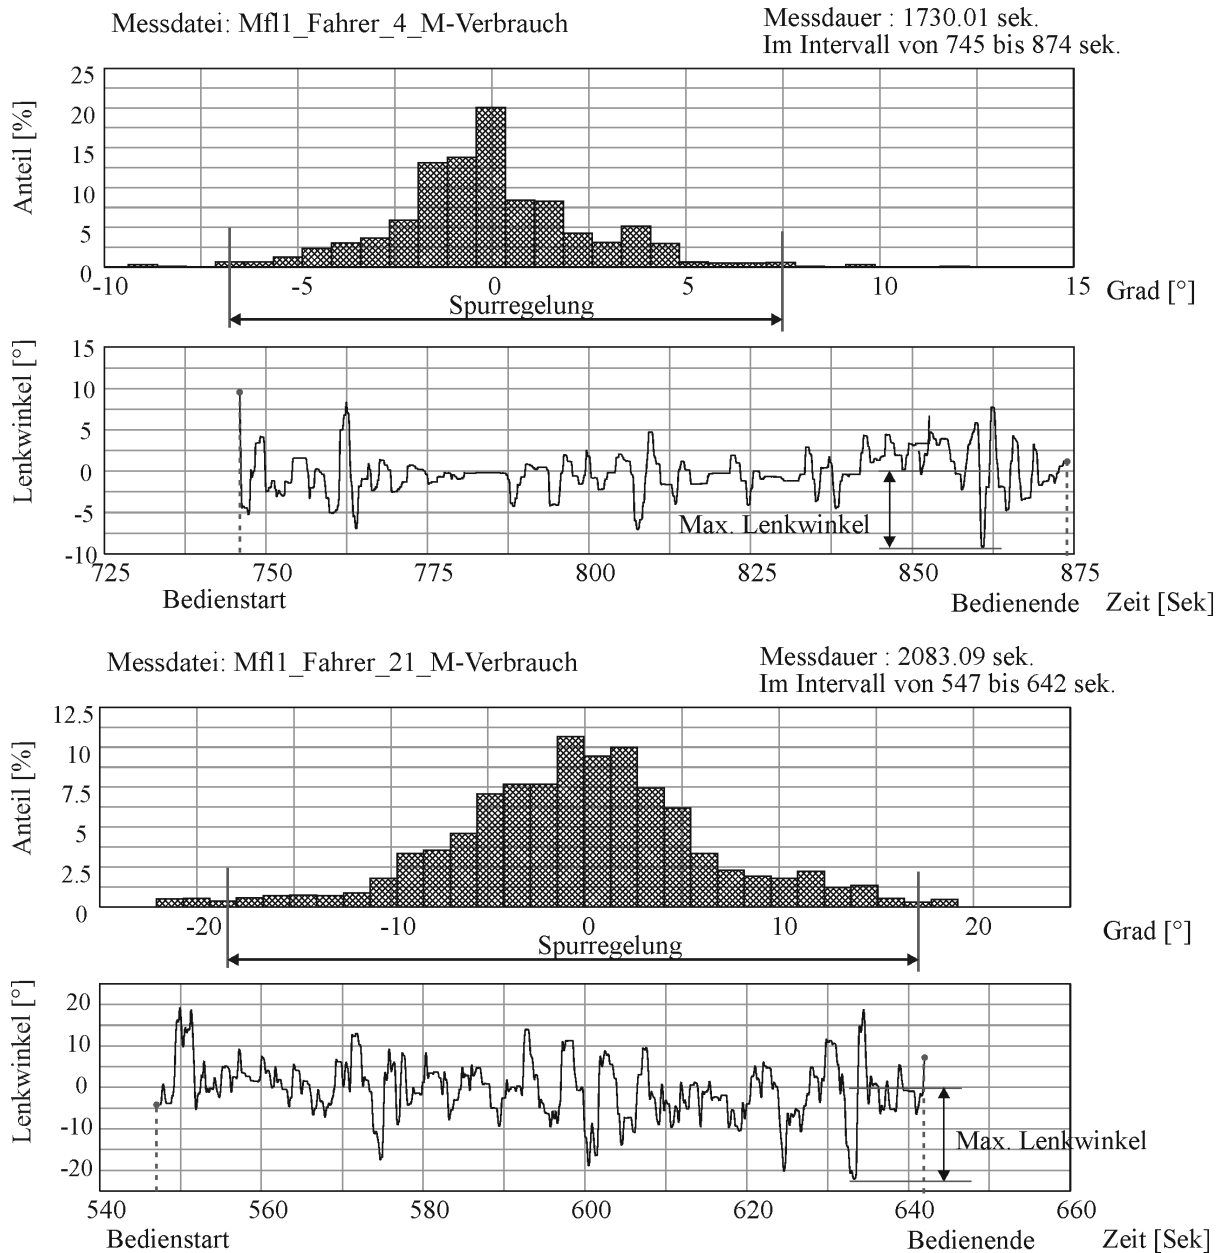 Messdatei: Mfl1_Fahrer_4_M-Verbrauch
Messdauer : 1730.01 sek.
Im Intervall von 745 bis 874 sek.
Anteil [%]
25
20
15
10
5
0
-10 -5 0 5 10 15 Grad [°]
Spurregelung
Lenkwinkel [°]
15
10
5
0
-5
-10
Max. Lenkwinkel
725 750 775 800 825 850 875
Bedienstart Bedienende Zeit [Sek]
Messdatei: Mfl1_Fahrer_21_M-Verbrauch
Messdauer : 2083.09 sek.
Im Intervall von 547 bis 642 sek.
Anteil [%]
12.5
10
7.5
5
2.5
0
-20 -10 0 10 20 Grad [°]
Spurregelung
Lenkwinkel [°]
20
10
0
-10
-20
Max. Lenkwinkel
540 560 580 600 620 640 660
Bedienstart Bedienende Zeit [Sek]